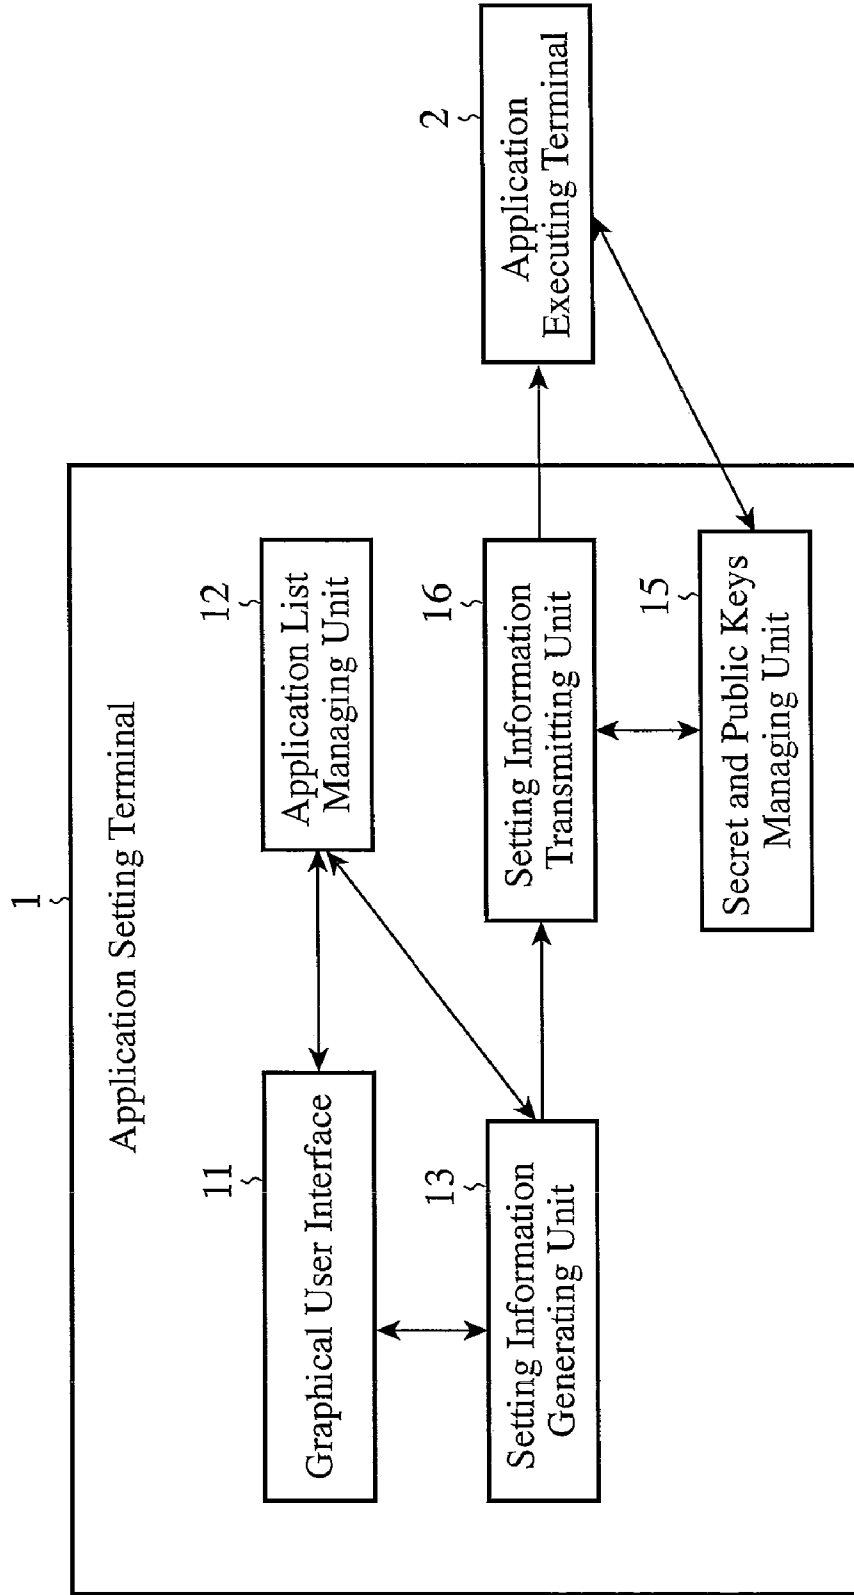 1
Application Setting Terminal
11
Graphical User Interface
12
Application List
Managing Unit
13
Setting Information
Generating Unit
16
Setting Information
Transmitting Unit
2
Application
Executing Terminal
15
Secret and Public Keys
Managing Unit